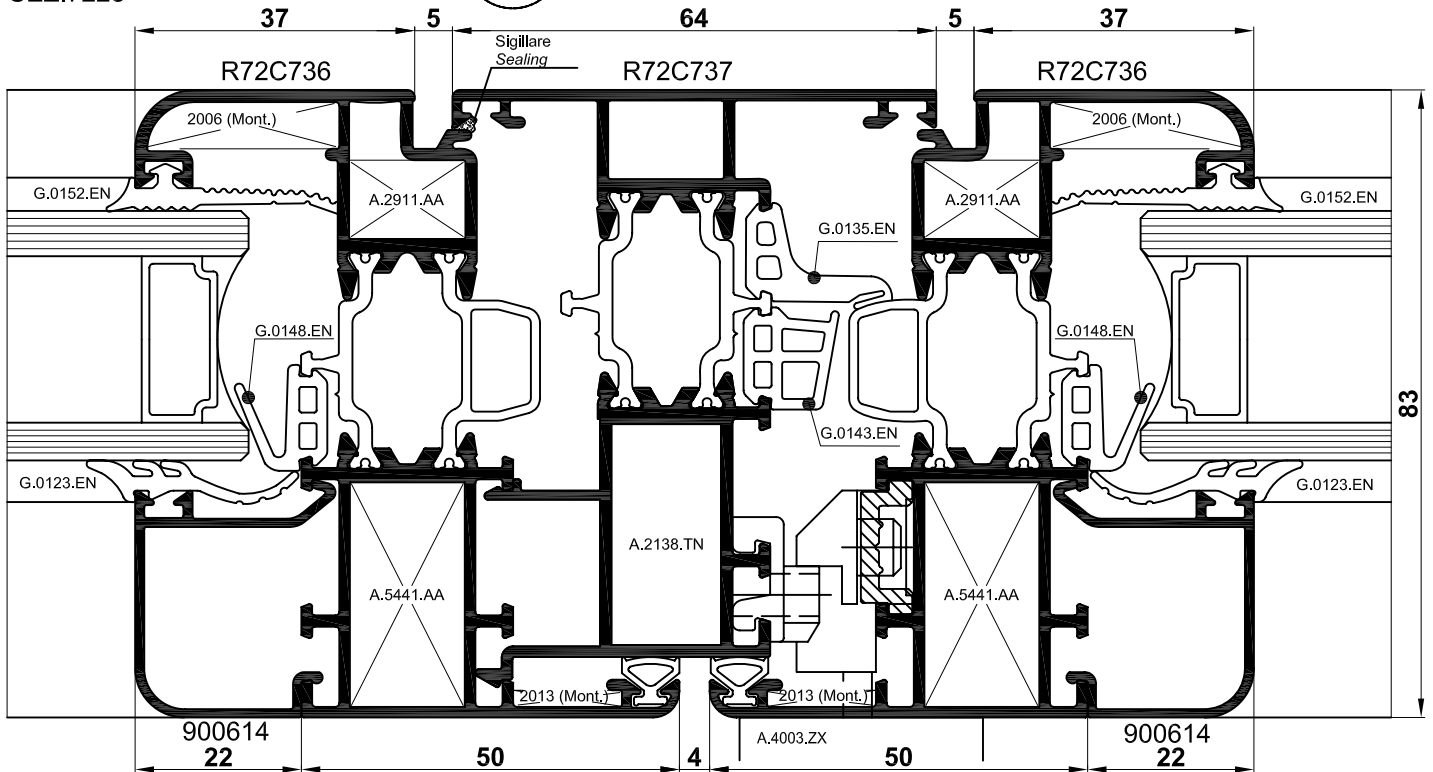 37 5 64 5 37
Sigillare
Sealing
R72C736 R72C737 R72C736
2006 (Mont.) 2006 (Mont.)
G.0152.EN A.2911.AA A.2911.AA G.0152.EN
G.0135.EN
G.0148.EN G.0148.EN
83
G.0143.EN
G.0123.EN G.0123.EN
A.2138.TN
A.5441.AA A.5441.AA
2013 (Mont.) 2013 (Mont.)
900614 A.4003.ZX 900614
22 50 4 50 22